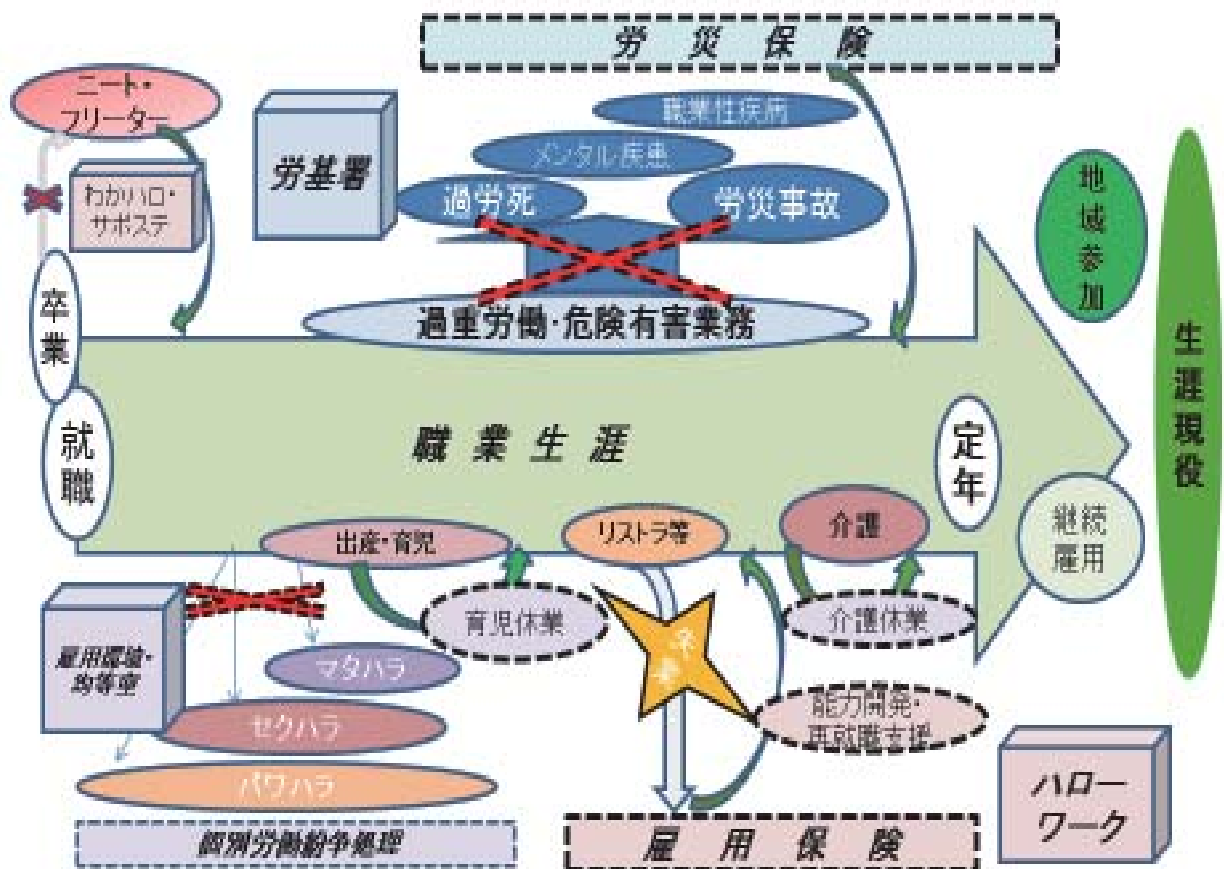 労災保険
ニート・
フリーター
職業性疾病
メンタル疾患
労基署
過労死
労災事故
わかハロ・
サポステ
地域参加
過重労働・危険有害業務
卒業
生涯現役
職業生涯
就職
定年
出産・育児
リストラ等
介護
継続
雇用
育児休業
介護休業
雇用環境・
均等室
マタハラ
能力開発・
再就職支援
セクハラ
パワハラ
ハロー
ワーク
個別労働紛争処理
雇用保険